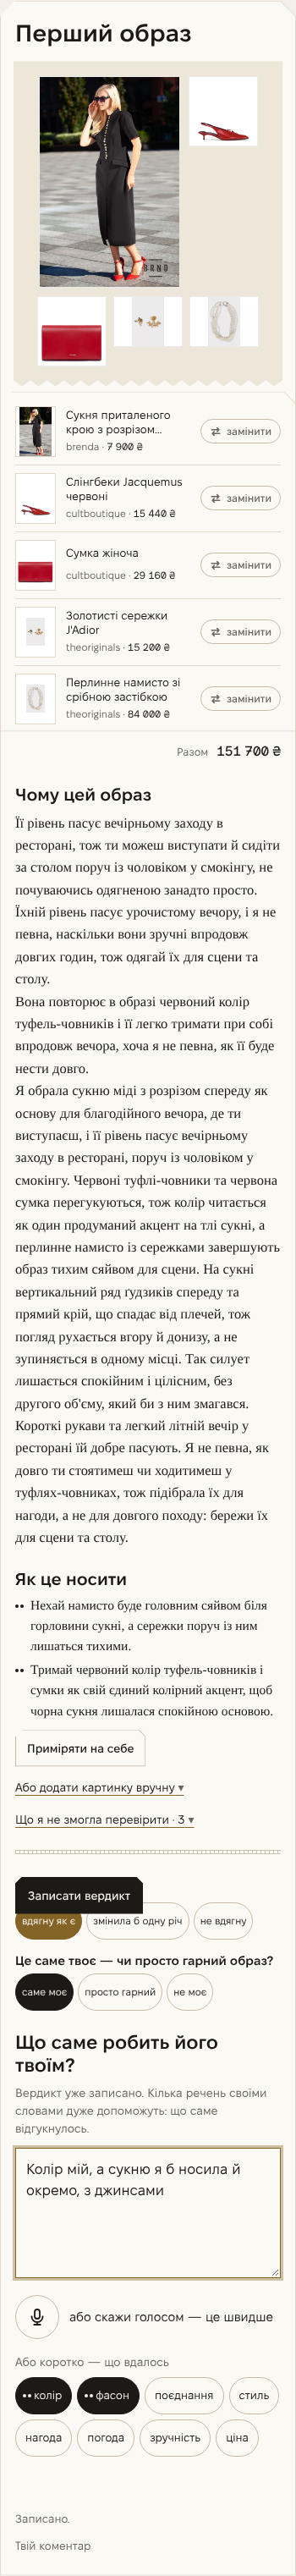 Перший образ
BRND
Сукня приталеного
крою з розрізом...
brenda · 7 900 ₴
замінити
Слінгбеки Jacquemus
червоні
cultboutique · 15 440 ₴
замінити
Сумка жіноча
cultboutique · 29 160 ₴
замінити
Золотисті сережки
J'Adior
theoriginals · 15 200 ₴
замінити
Перлинне намисто зі
срібною застібкою
theoriginals · 84 000 ₴
замінити
Разом 151 700 ₴
Чому цей образ
Її рівень пасує вечірньому заходу в
ресторані, тож ти можеш виступати й сидіти
за столом поруч із чоловіком у смокінгу, не
почуваючись одягненою занадто просто.
Їхній рівень пасує урочистому вечору, і я не
певна, наскільки вони зручні впродовж
довгих годин, тож одягай їх для сцени та
столу.
Вона повторює в образі червоний колір
туфель-човників і її легко тримати при собі
впродовж вечора, хоча я не певна, як її буде
нести довго.
Я обрала сукню міді з розрізом спереду як
основу для благодійного вечора, де ти
виступаєш, і її рівень пасує вечірньому
заходу в ресторані, поруч із чоловіком у
смокінгу. Червоні туфлі-човники та червона
сумка перегукуються, тож колір читається
як один продуманий акцент на тлі сукні, а
перлинне намисто із сережками завершують
образ тихим сяйвом для сцени. На сукні
вертикальний ряд ґудзиків спереду та
прямий крій, що спадає від плечей, тож
погляд рухається вгору й донизу, а не
зупиняється в одному місці. Так силует
лишається спокійним і цілісним, без
другого об'єму, який би з ним змагався.
Короткі рукави та легкий літній вечір у
ресторані їй добре пасують. Я не певна, як
довго ти стоятимеш чи ходитимеш у
туфлях-човниках, тож підібрала їх для
нагоди, а не для довгого походу: бережи їх
для сцени та столу.
Як це носити
•• Нехай намисто буде головним сяйвом біля
горловини сукні, а сережки поруч із ним
лишаться тихими.
•• Тримай червоний колір туфель-човників і
сумки як свій єдиний колірний акцент, щоб
чорна сукня лишалася спокійною основою.
Приміряти на себе
Або додати картинку вручну ▾
Що я не змогла перевірити · 3 ▾
Записати вердикт
вдягну як є
змінила б одну річ
не вдягну
Це саме твоє — чи просто гарний образ?
саме моє
просто гарний
не моє
Що саме робить його
твоїм?
Вердикт уже записано. Кілька речень своїми
словами дуже допоможуть: що саме
відгукнулось.
Колір мій, а сукню я б носила й
окремо, з джинсами
або скажи голосом — це швидше
Або коротко — що вдалось
•• колір
•• фасон
поєднання
стиль
нагода
погода
зручність
ціна
Записано.
Твій коментар